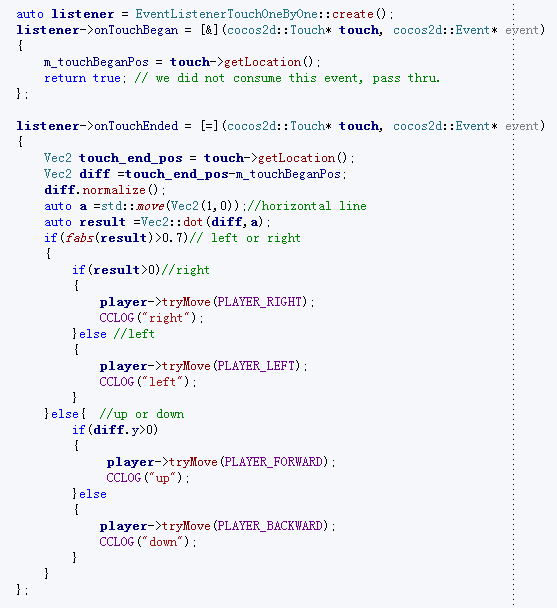 auto listener = EventListenerTouchOneByOne::create();
listener->onTouchBegan = [&](cocos2d::Touch* touch, cocos2d::Event* event)
{
m_touchBeganPos = touch->getLocation();
return true; // we did not consume this event, pass thru.
};
listener->onTouchEnded = [=](cocos2d::Touch* touch, cocos2d::Event* event)
{
Vec2 touch_end_pos = touch->getLocation();
Vec2 diff =touch_end_pos-m_touchBeganPos;
diff.normalize();
auto a =std::move(Vec2(1,0));//horizontal line
auto result =Vec2::dot(diff,a);
if(fabs(result)>0.7)// left or right
{
if(result>0)//right
{
player->tryMove(PLAYER_RIGHT);
CCLOG("right");
}else //left
{
player->tryMove(PLAYER_LEFT);
CCLOG("left");
}
}else{ //up or down
if(diff.y>0)
{
player->tryMove(PLAYER_FORWARD);
CCLOG("up");
}else
{
player->tryMove(PLAYER_BACKWARD);
CCLOG("down");
}
}
};